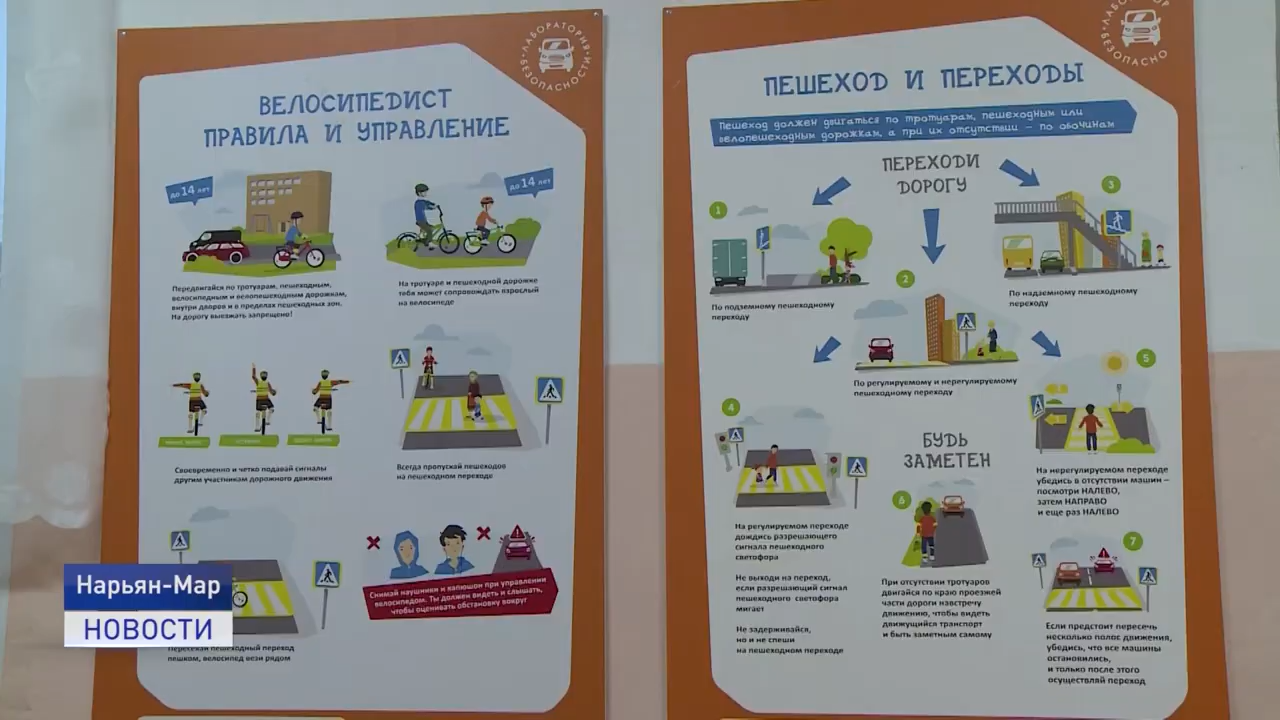 ЛАБОРАТОРИЯ
БЕЗОПАСНОСТИ
ВЕЛОСИПЕДИСТ
ПРАВИЛА И УПРАВЛЕНИЕ
до 14 лет
Передвигайся по тротуарам, пешеходным,
велосипедным и велопешеходным дорожкам,
внутри дворов и в пределах пешеходных зон.
На дорогу выезжать запрещено!
до 14 лет
На тротуаре и пешеходной дорожке
тебя может сопровождать взрослый
на велосипеде
Своевременно и четко подавай сигналы
другим участникам дорожного движения
Всегда пропускай пешеходов
на пешеходном переходе
Пересекая пешеходный переход
пешком, велосипед вези рядом
Снимай наушники и капюшон при управлении
велосипедом. Ты должен видеть и слышать,
чтобы оценивать обстановку вокруг
ПЕШЕХОД И ПЕРЕХОДЫ
Пешеход должен двигаться по тротуарам, пешеходным или
велопешеходным дорожкам, а при их отсутствии – по обочинам
ПЕРЕХОДИ
ДОРОГУ
1
По подземному пешеходному
переходу
2
По регулируемому и нерегулируемому
пешеходному переходу
3
По надземному пешеходному
переходу
4
На регулируемом переходе
дождись разрешающего
сигнала пешеходного
светофора
Не выходи на переход,
если разрешающий сигнал
пешеходного светофора
мигает
Не задерживайся,
но и не спеши
на пешеходном переходе
5
На нерегулируемом переходе
убедись в отсутствии машин –
посмотри НАЛЕВО,
затем НАПРАВО
и еще раз НАЛЕВО
БУДЬ
ЗАМЕТЕН
6
При отсутствии тротуаров
двигайся по краю проезжей
части дороги навстречу
движению, чтобы видеть
движущийся транспорт
и быть заметным самому
7
Если предстоит пересечь
несколько полос движения,
убедись, что все машины
остановились,
и только после этого
осуществляй переход
Нарьян-Мар
НОВОСТИ